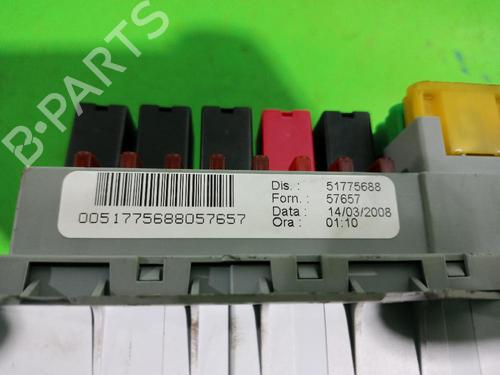 B-PARTS
Dis. : 51775688
Forn. : 57657
Data : 14/03/2008
Ora : 01:10
0051775688057657